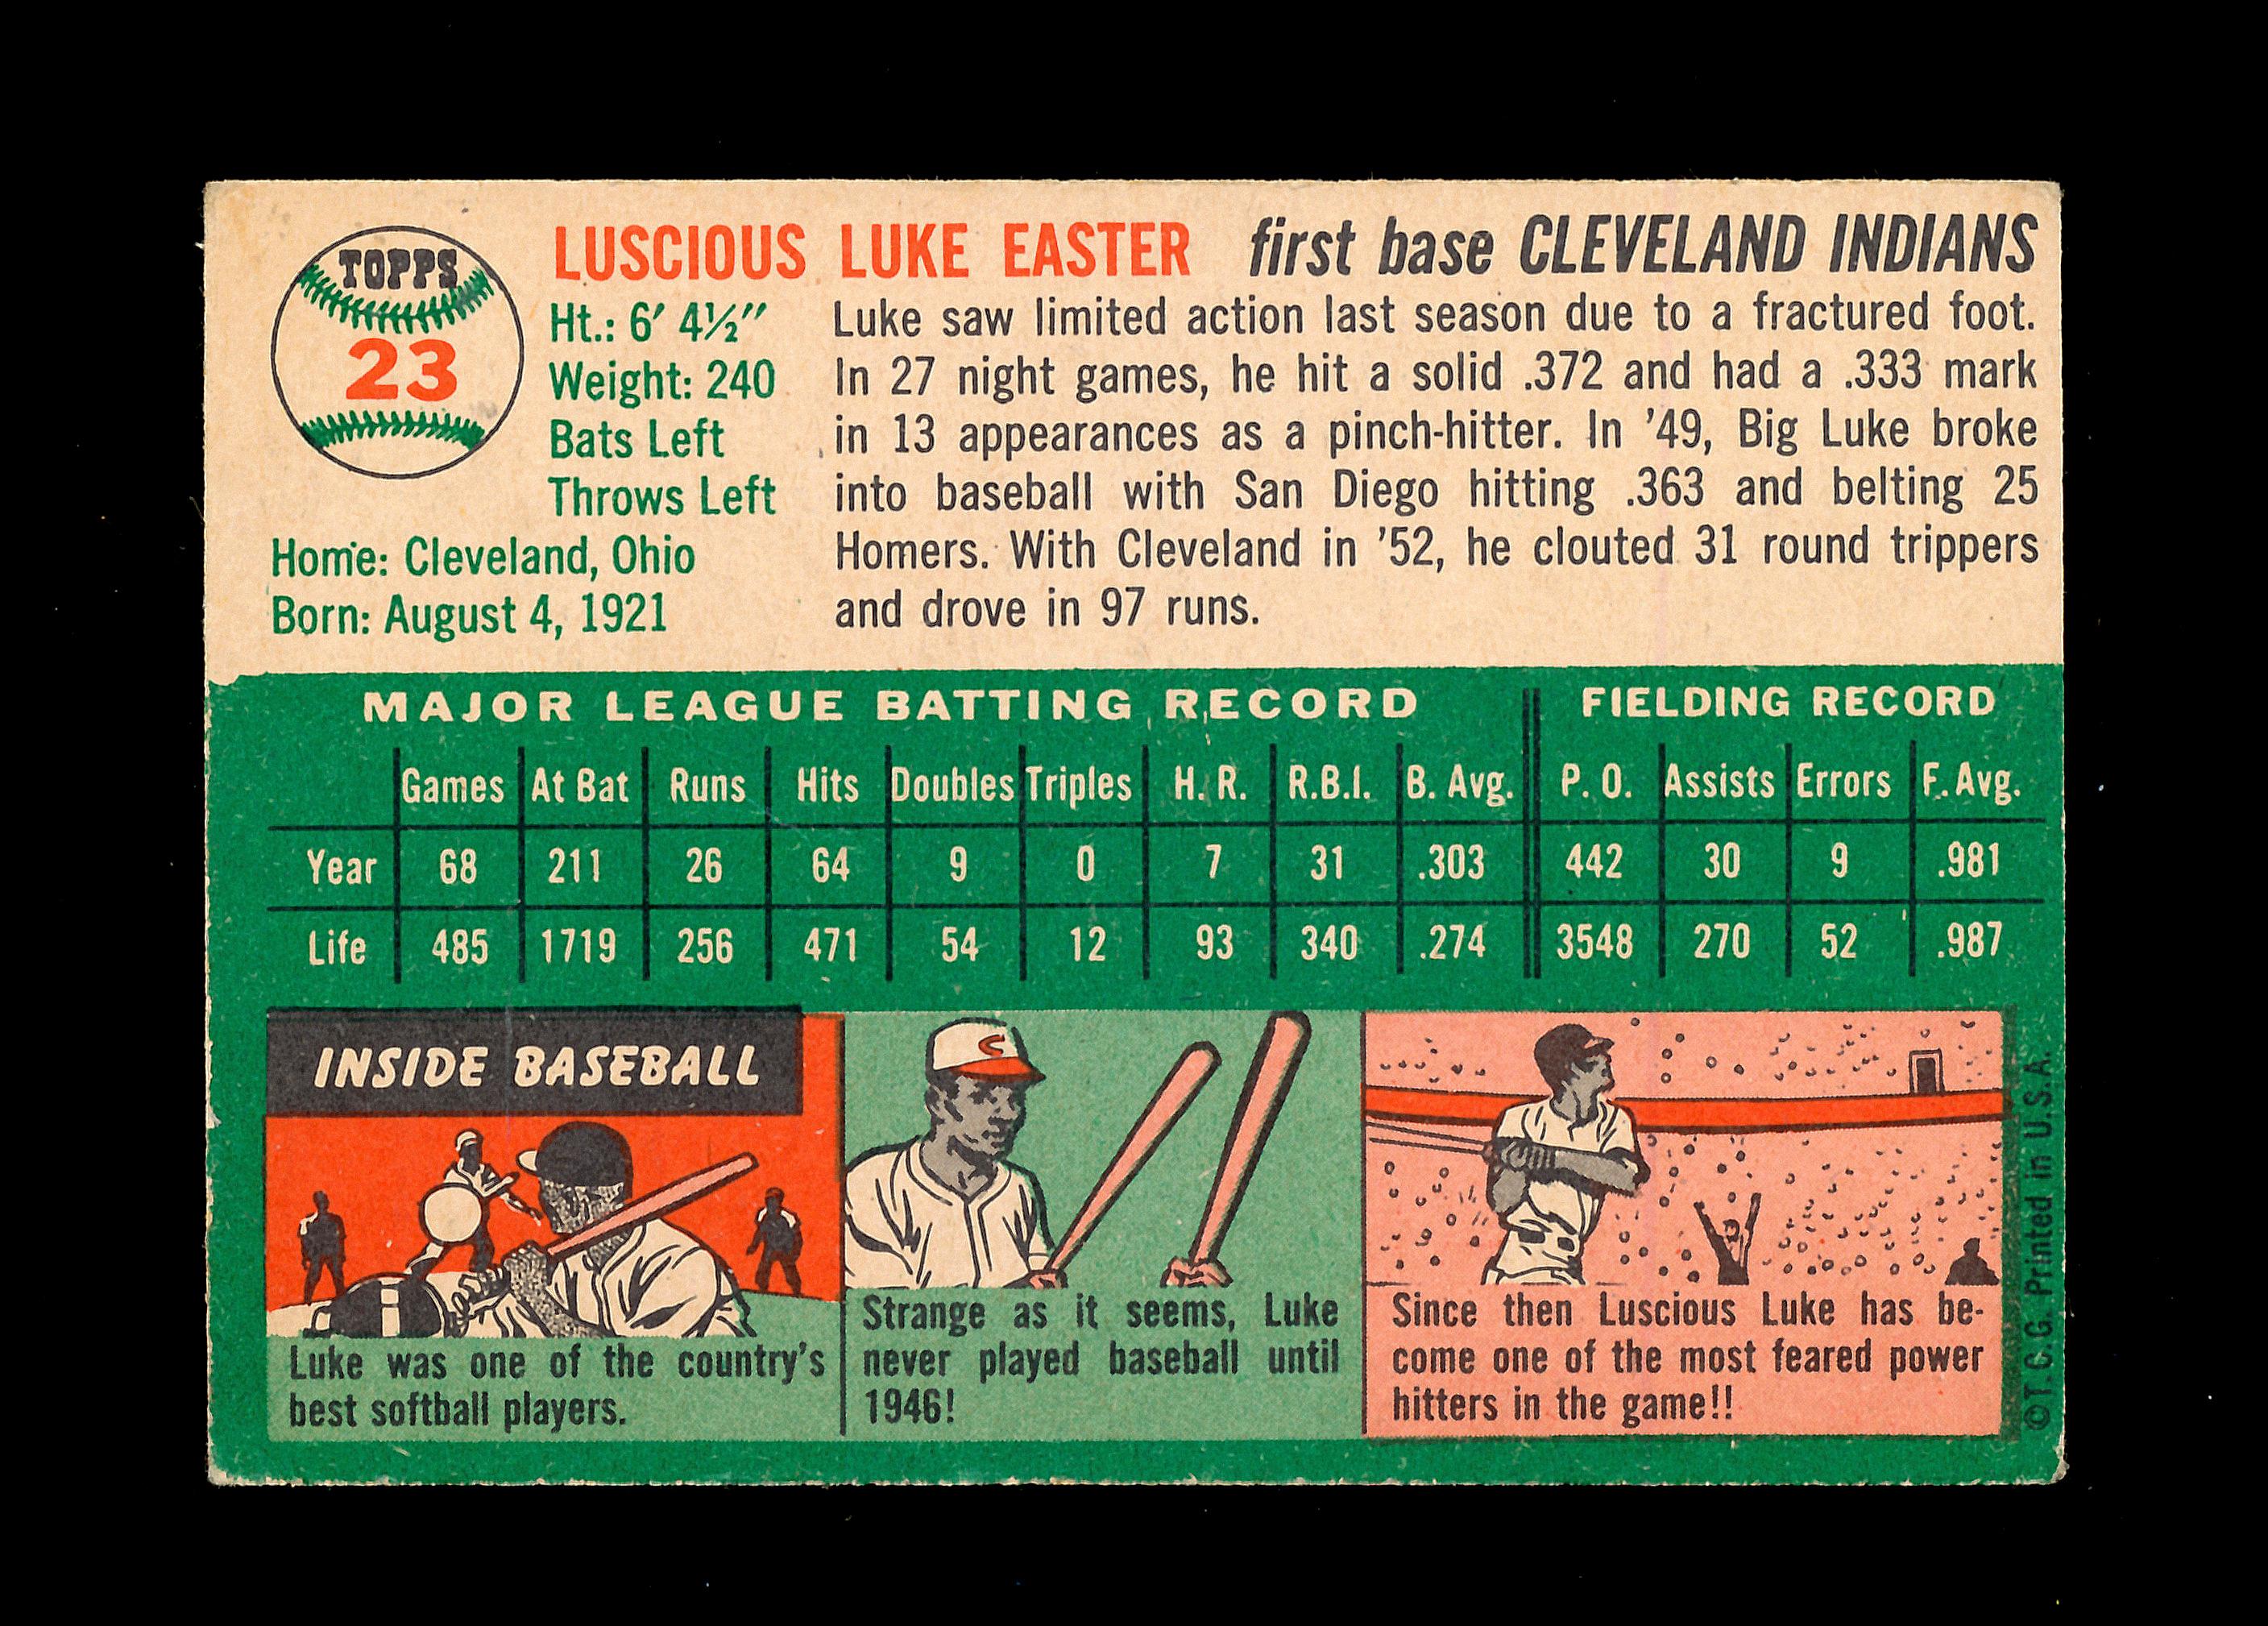 TOPPS
23
LUSCIOUS LUKE EASTER first base CLEVELAND INDIANS
Ht.: 6′ 4½″
Weight: 240
Bats Left
Throws Left
Home: Cleveland, Ohio
Born: August 4, 1921
Luke saw limited action last season due to a fractured foot.
In 27 night games, he hit a solid .372 and had a .333 mark
in 13 appearances as a pinch-hitter. In '49, Big Luke broke
into baseball with San Diego hitting .363 and belting 25
Homers. With Cleveland in '52, he clouted 31 round trippers
and drove in 97 runs.
MAJOR LEAGUE BATTING RECORD FIELDING RECORD
Games At Bat Runs Hits Doubles Triples H. R. R.B.I. B. Avg. P. O. Assists Errors F. Avg.
Year 68 211 26 64 9 0 7 31 .303 442 30 9 .981
Life 485 1719 256 471 54 12 93 340 .274 3548 270 52 .987
INSIDE BASEBALL
Luke was one of the country's
best softball players.
C
Strange as it seems, Luke
never played baseball until
1946!
Since then Luscious Luke has be-
come one of the most feared power
hitters in the game!!
© T.C.G. Printed in U.S.A.